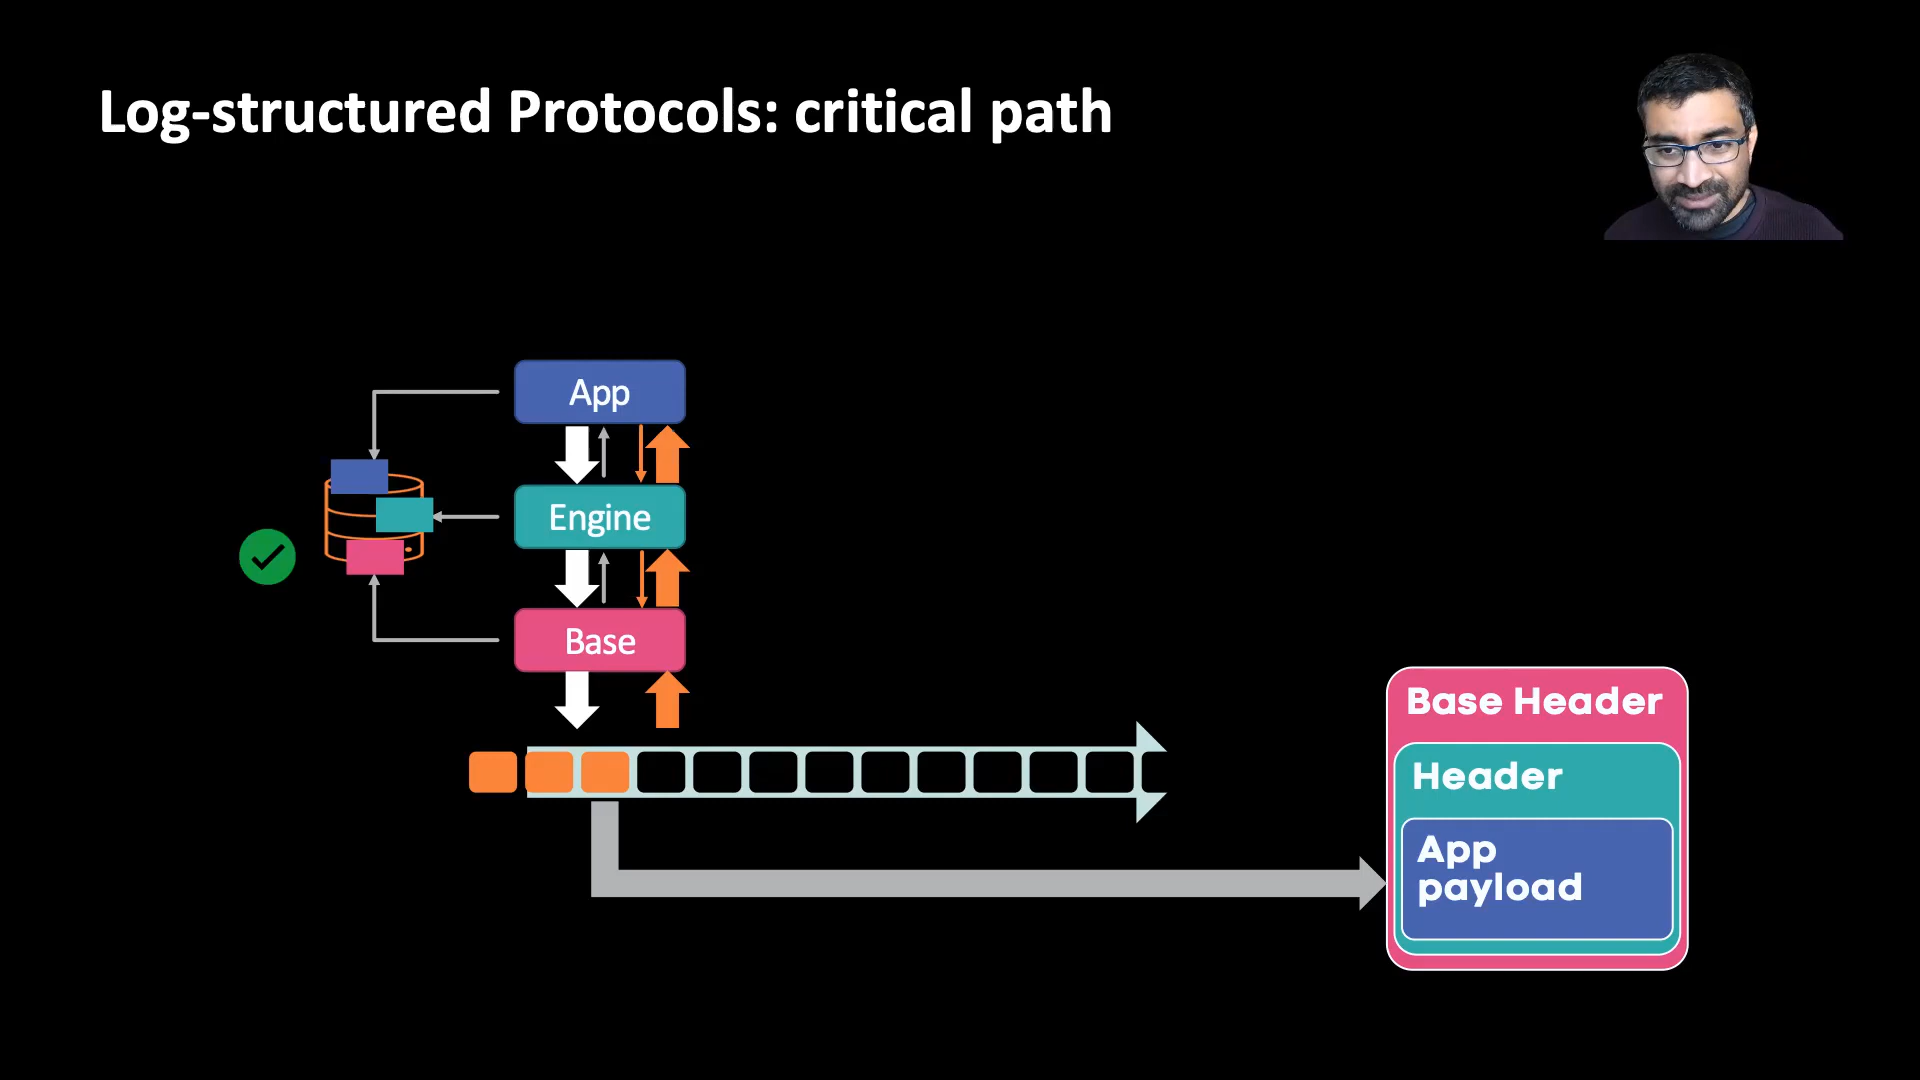 Log-structured Protocols: critical path
App
Engine
Base
Base Header
Header
App
payload